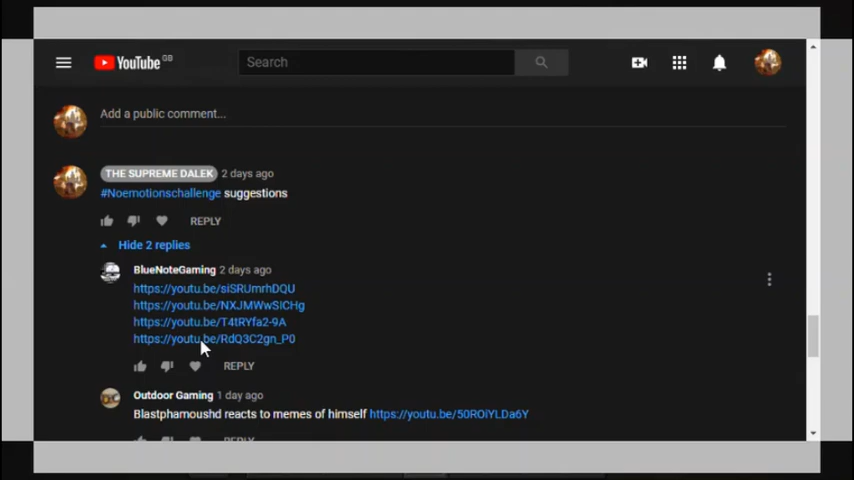 YouTube GB
Search
Add a public comment...
THE SUPREME DALEK 2 days ago
#Noemotionschallenge suggestions
REPLY
Hide 2 replies
BlueNoteGaming 2 days ago
https://youtu.be/siSRUmrhDQU
https://youtu.be/NXJMWwSICHg
https://youtu.be/T4tRYfa2-9A
https://youtu.be/RdQ3C2gn_P0
REPLY
Outdoor Gaming 1 day ago
Blastphamoushd reacts to memes of himself https://youtu.be/50ROiYLDa6Y
REPLY